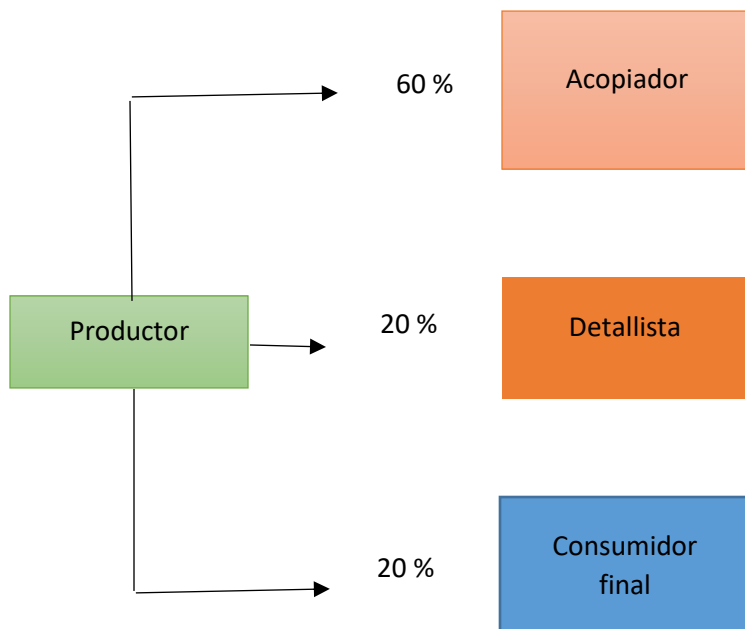 60 %
Acopiador
Productor
20 %
Detallista
20 %
Consumidor
final